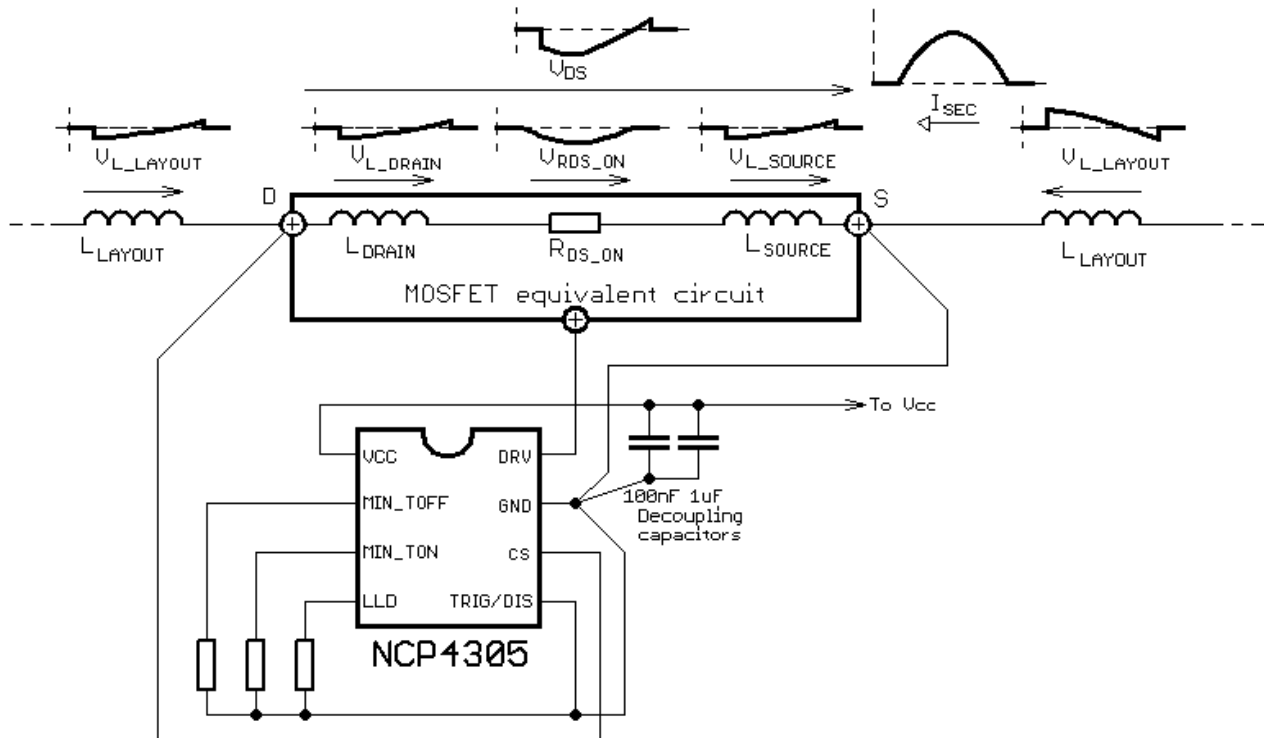 VDS
ISEC
VL_LAYOUT
VL_DRAIN
VRDS_ON
VL_SOURCE
VL_LAYOUT
D
S
LLAYOUT
LDRAIN
RDS_ON
LSOURCE
LLAYOUT
MOSFET equivalent circuit
To Vcc
VCC
DRV
MIN_TOFF
GND
100nF 1uF
Decoupling
capacitors
MIN_TON
CS
LLD
TRIG/DIS
NCP4305